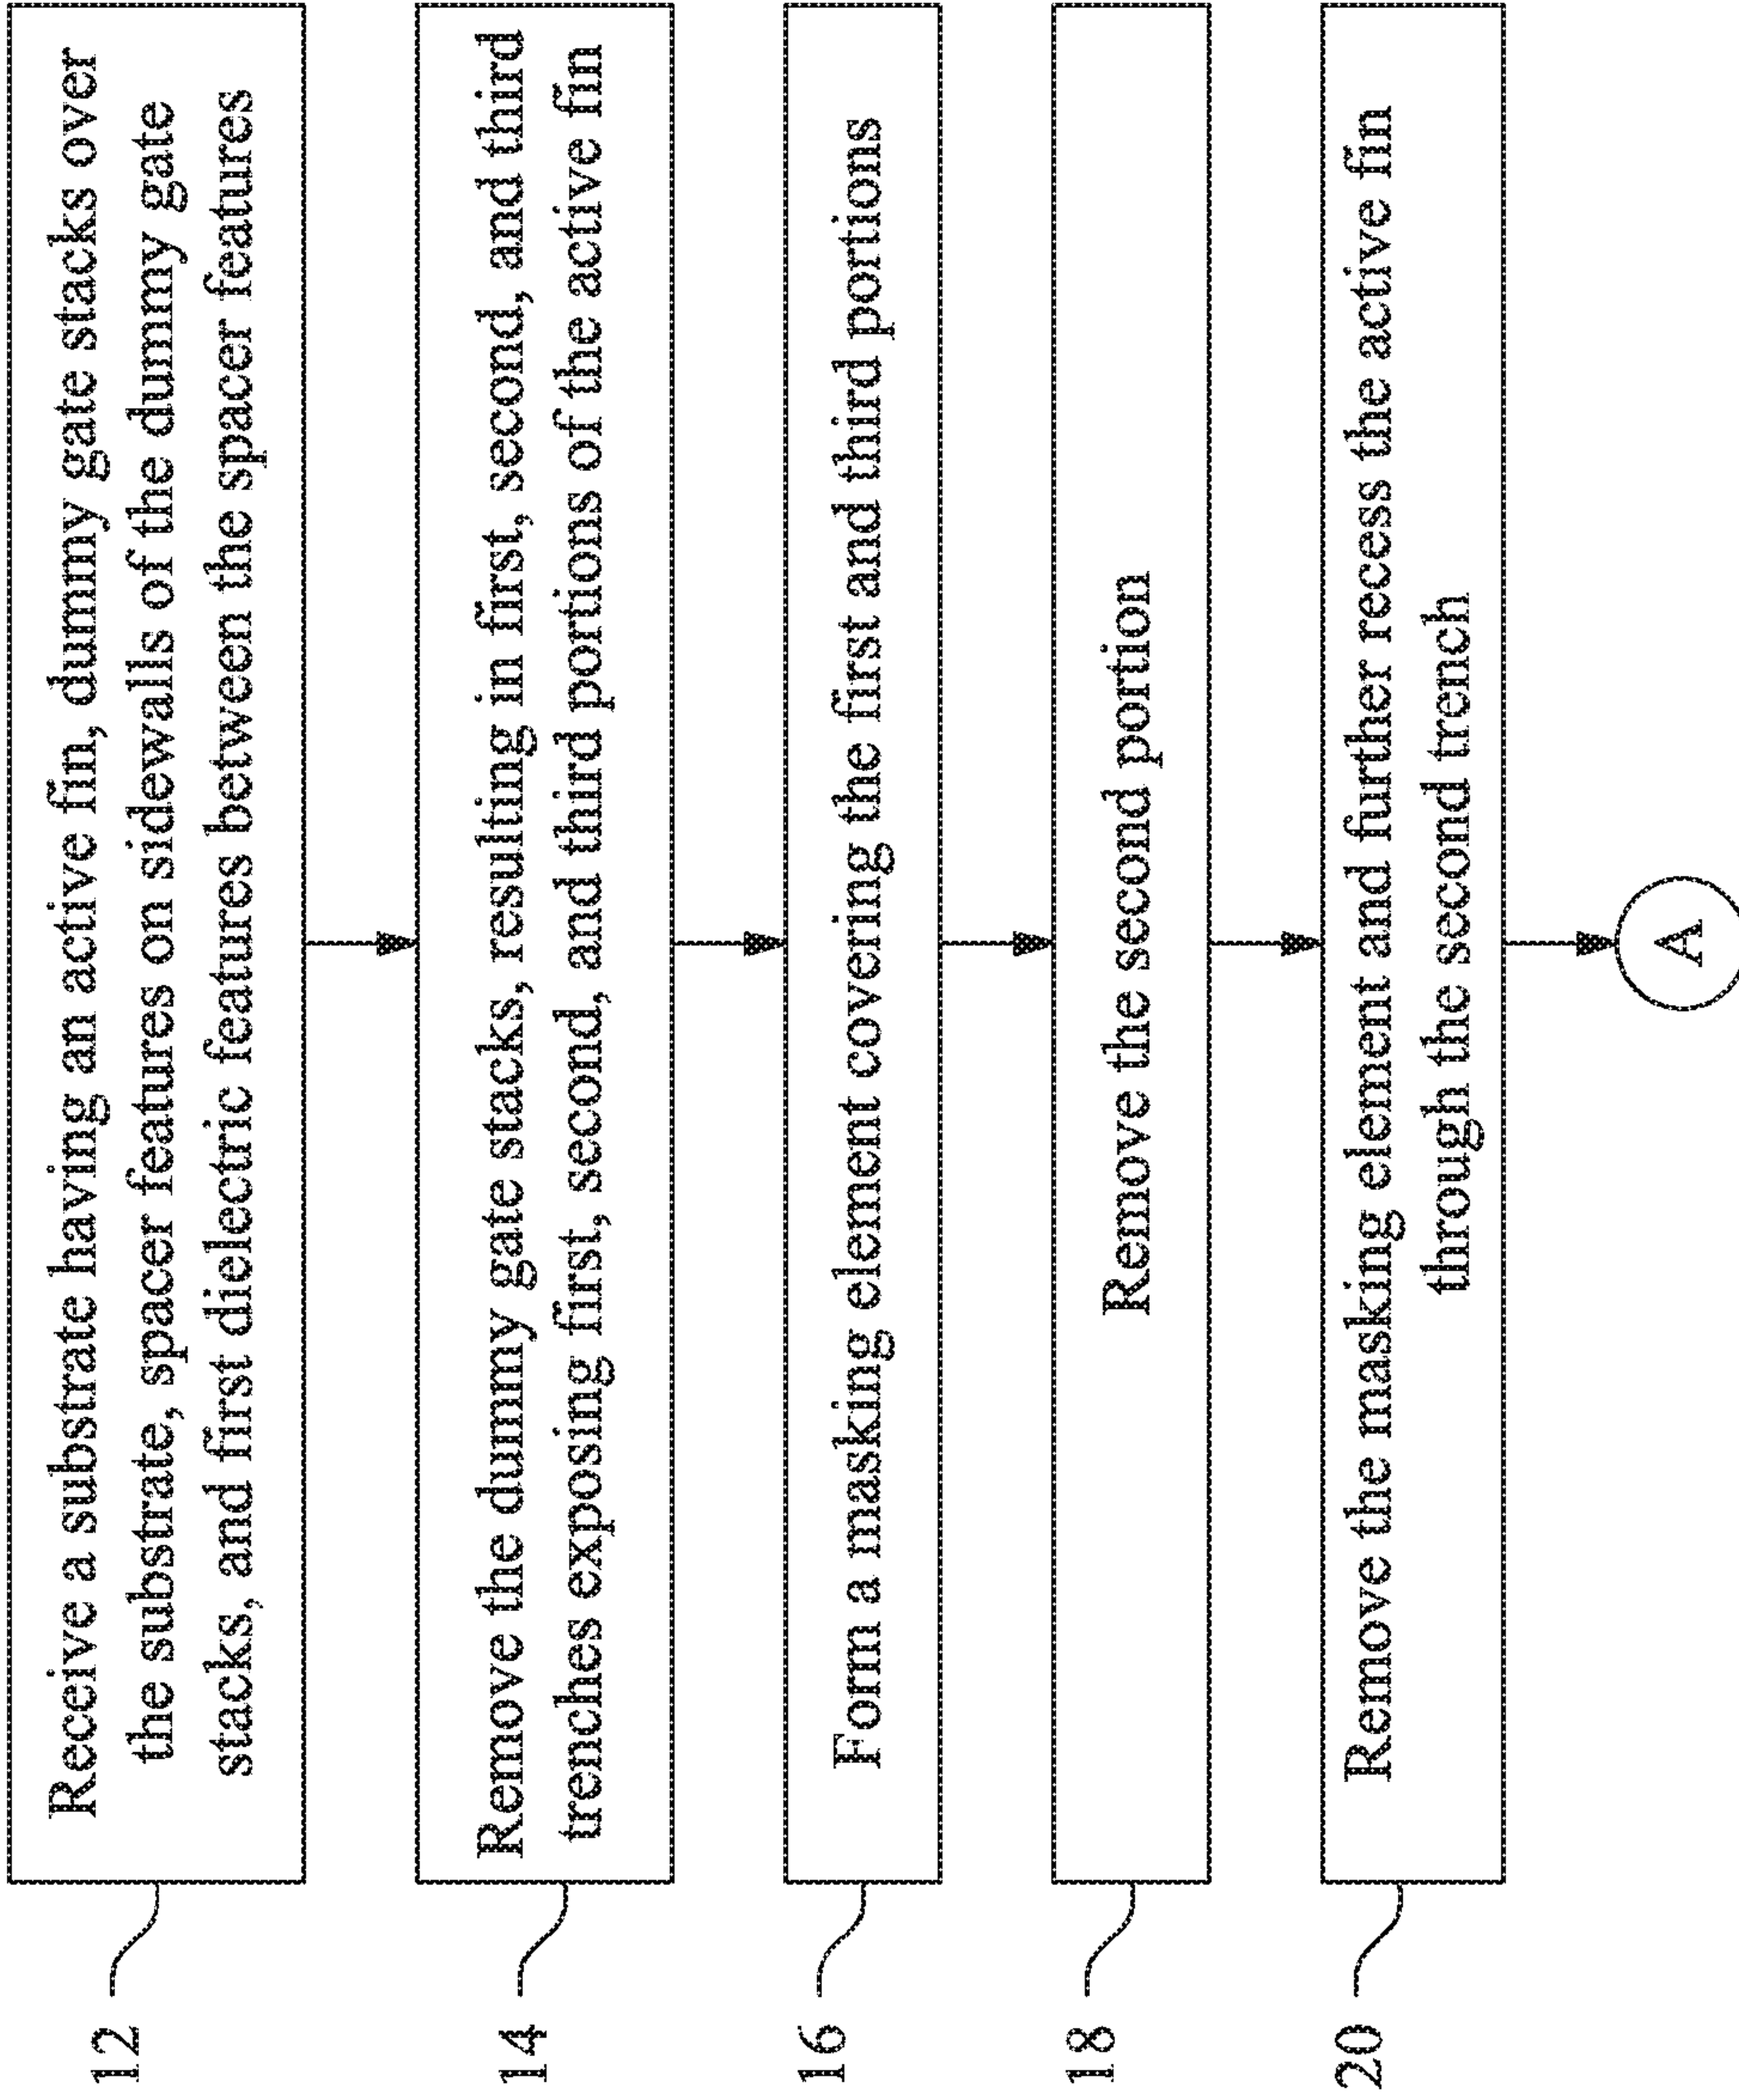 12
Receive a substrate having an active fin, dummy gate stacks over
the substrate, spacer features on sidewalls of the dummy gate
stacks, and first dielectric features between the spacer features
14
Remove the dummy gate stacks, resulting in first, second, and third
trenches exposing first, second, and third portions of the active fin
16
Form a masking element covering the first and third portions
18
Remove the second portion
20
Remove the masking element and further recess the active fin
through the second trench
A